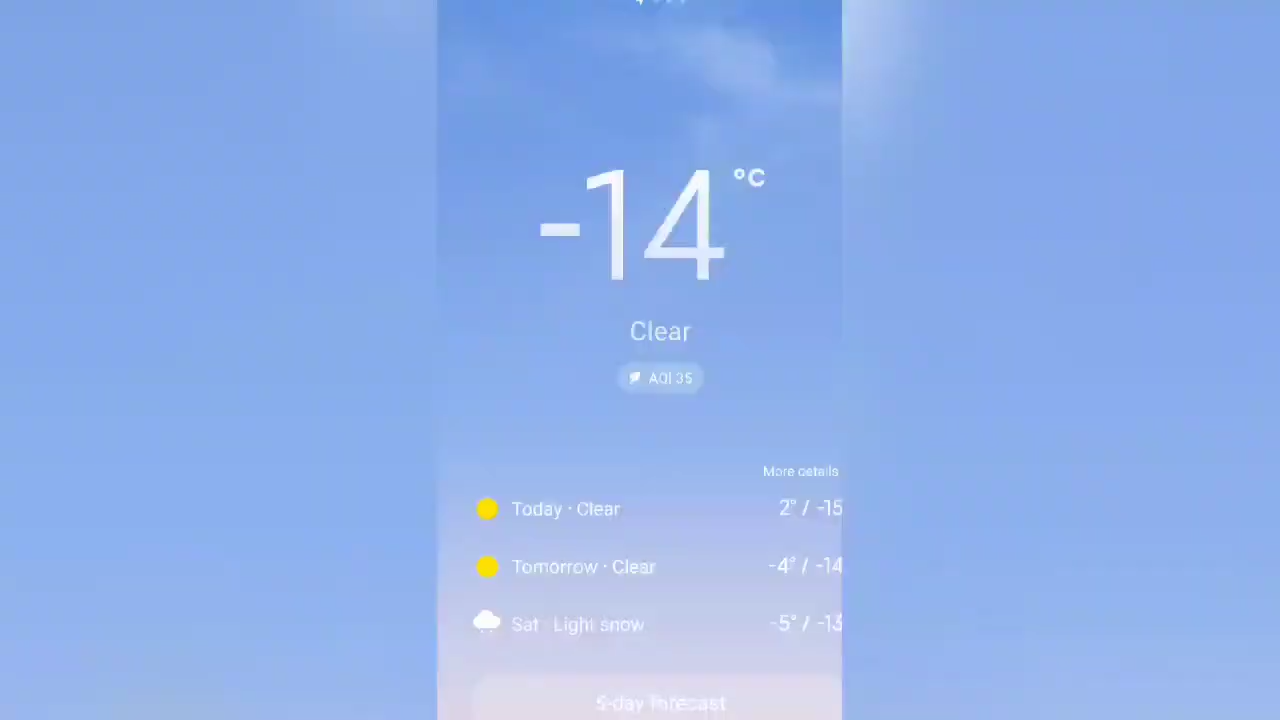 -14 °C
Clear
AQI 35
More details
Today · Clear 2° / -15
Tomorrow · Clear -4° / -14
Sat · Light snow -5° / -13
5-day forecast